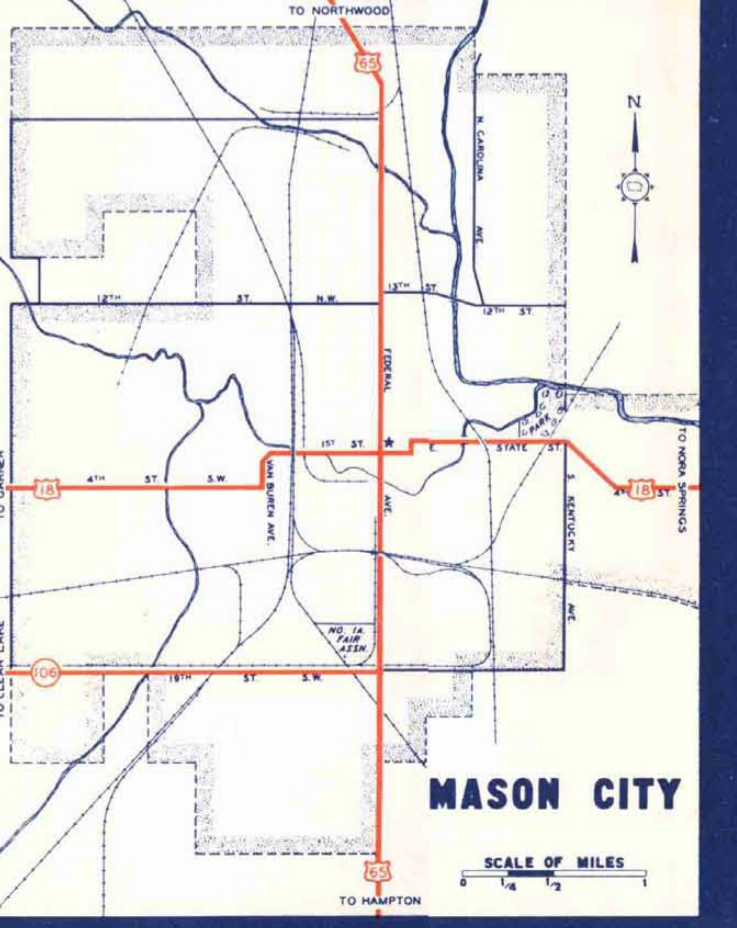 TO NORTHWOOD
65
N
N. CAROLINA AVE.
12TH ST. N.W.
13TH ST
12TH ST.
FEDERAL AVE.
1ST ST.
E. STATE ST.
PARK
TO NORA SPRINGS
18
4TH ST. S.W.
VAN BUREN AVE.
18
ST.
S. KENTUCKY AVE.
TO GARNER
NO. IA.
FAIR
ASSN.
TO CLEAR LAKE
106
19TH ST. S.W.
MASON CITY
SCALE OF MILES
0 1/4 1/2 1
65
TO HAMPTON